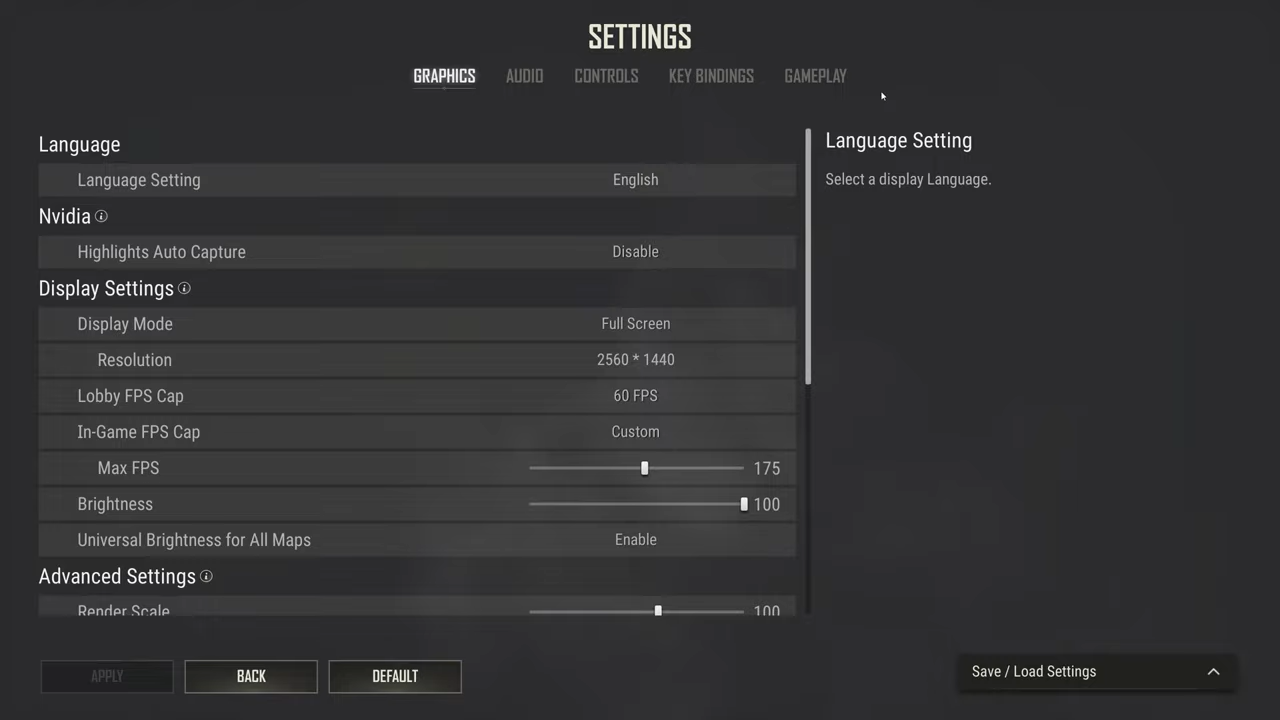 SETTINGS
GRAPHICS AUDIO CONTROLS KEY BINDINGS GAMEPLAY
Language
Language Setting English
Nvidia
Highlights Auto Capture Disable
Display Settings
Display Mode Full Screen
Resolution 2560 * 1440
Lobby FPS Cap 60 FPS
In-Game FPS Cap Custom
Max FPS 175
Brightness 100
Universal Brightness for All Maps Enable
Advanced Settings
Render Scale 100
Language Setting
Select a display Language.
APPLY BACK DEFAULT
Save / Load Settings